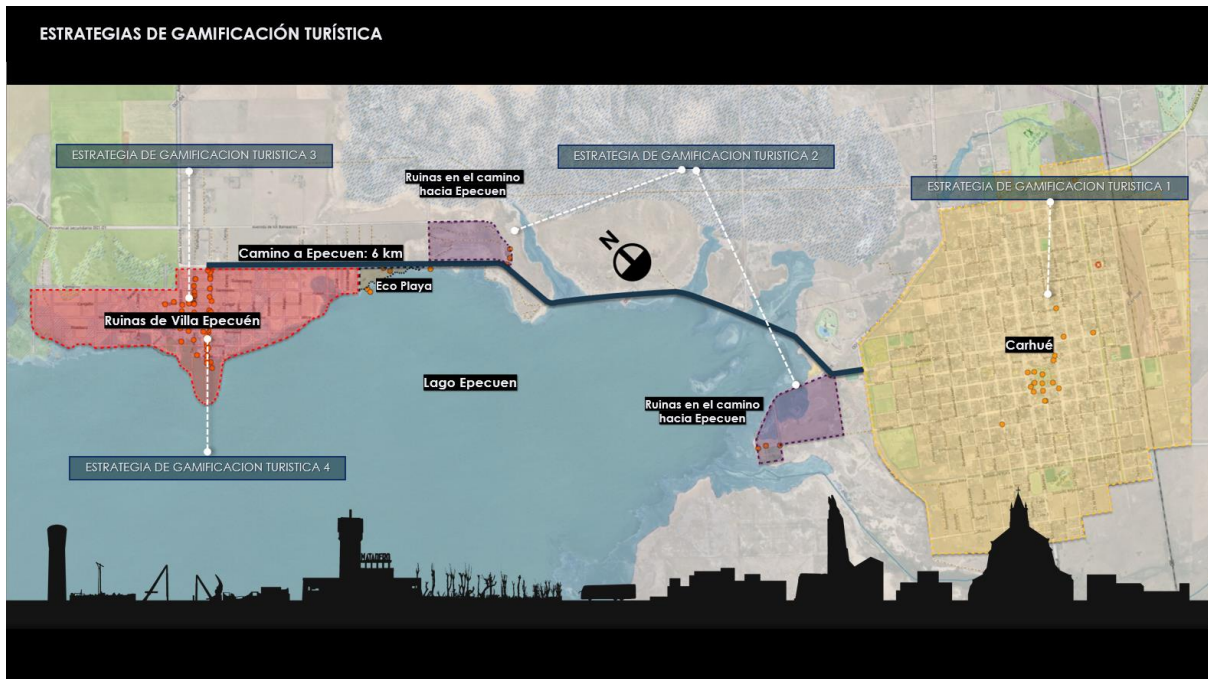 ESTRATEGIAS DE GAMIFICACIÓN TURÍSTICA
ESTRATEGIA DE GAMIFICACION TURISTICA 3
ESTRATEGIA DE GAMIFICACION TURISTICA 2
Ruinas en el camino
hacia Epecuen
ESTRATEGIA DE GAMIFICACION TURISTICA 1
N
Camino a Epecuen: 6 km
Eco Playa
Ruinas de Villa Epecuén
Carhué
Lago Epecuen
Ruinas en el camino
hacia Epecuen
ESTRATEGIA DE GAMIFICACION TURISTICA 4
MATADERO